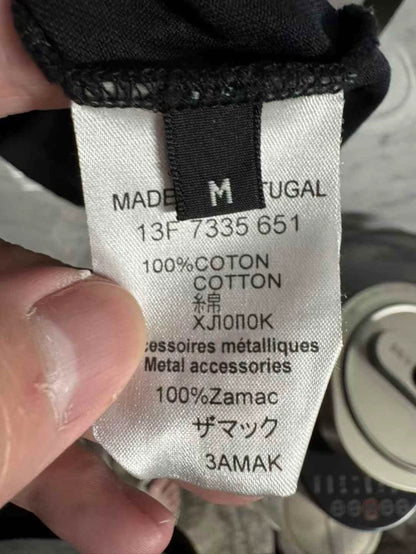 M
MADE TUGAL
13F 7335 651
100%COTON
COTTON
綿
ХЛОПОК
cessoires métalliques
Metal accessories
100%Zamac
ザマック
ЗАМАК